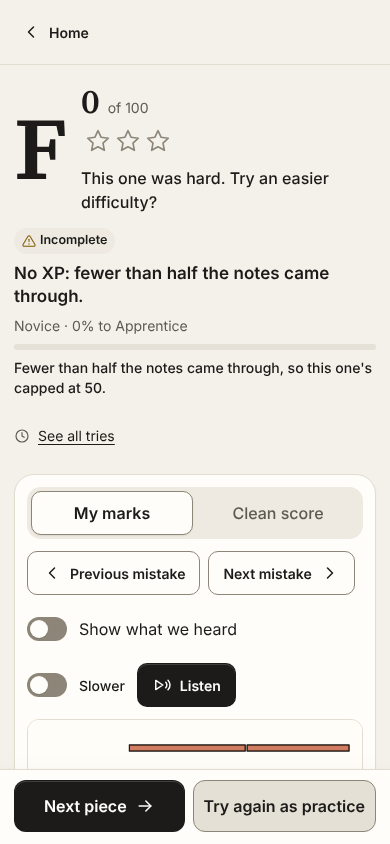 Home
F
0 of 100
This one was hard. Try an easier
difficulty?
Incomplete
No XP: fewer than half the notes came
through.
Novice · 0% to Apprentice
Fewer than half the notes came through, so this one's
capped at 50.
See all tries
My marks
Clean score
Previous mistake
Next mistake
Show what we heard
Slower
Listen
Next piece
Try again as practice